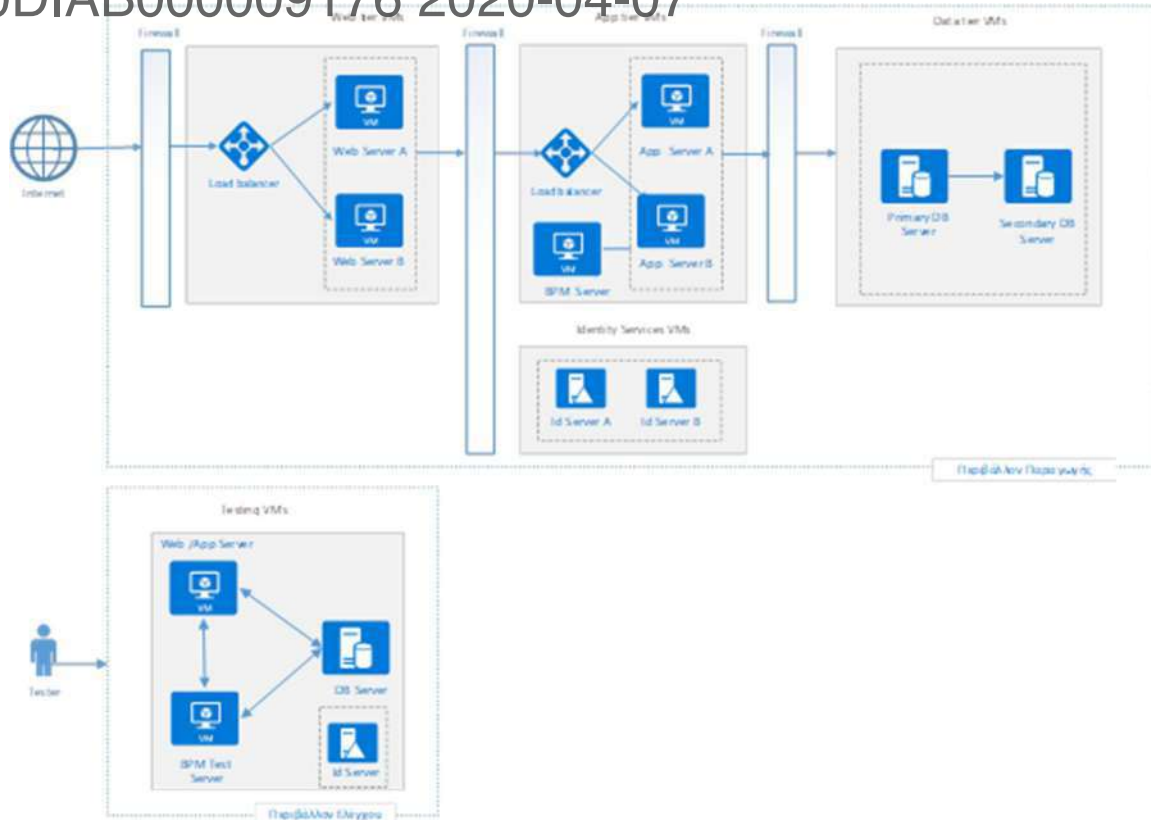 0DIAB000009178 2020-04-07
Web tier VMs
App tier VMs
Data tier VMs
Firewall
Firewall
Firewall
VM
Web Server A
VM
App. Server A
Internet
Load balancer
Load balancer
Primary DB
Server
Secondary DB
Server
VM
Web Server B
VM
App. Server B
VM
BPM Server
Identity Services VMs
Id Server A
Id Server B
Περιβάλλον Παραγωγής
Testing VMs
Web /App Server
VM
Tester
DB Server
VM
BPM Test
Server
Id Server
Περιβάλλον Ελέγχου